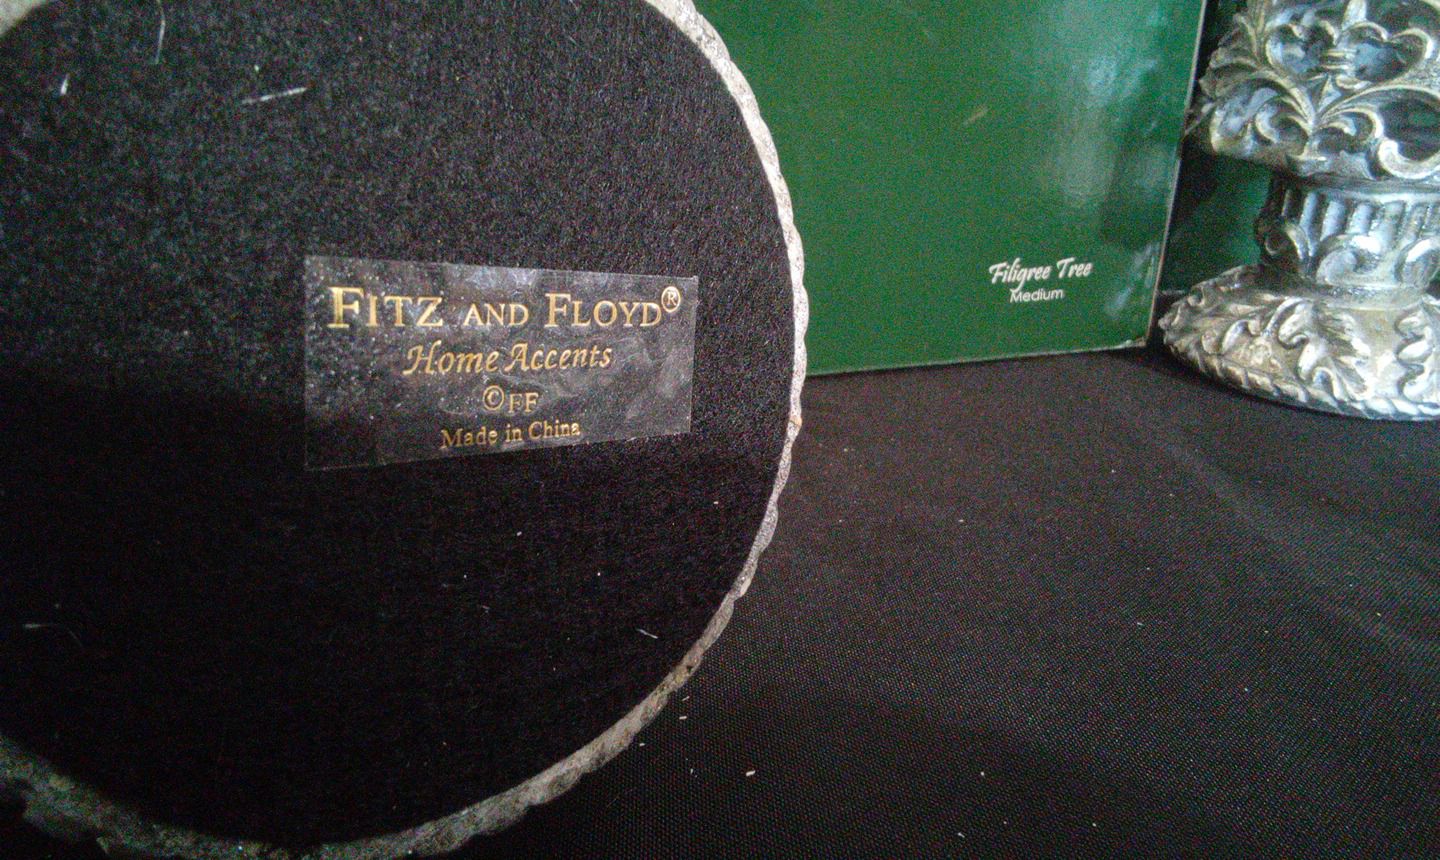 FITZ AND FLOYD®
Home Accents
©FF
Made in China
Filigree Tree
Medium